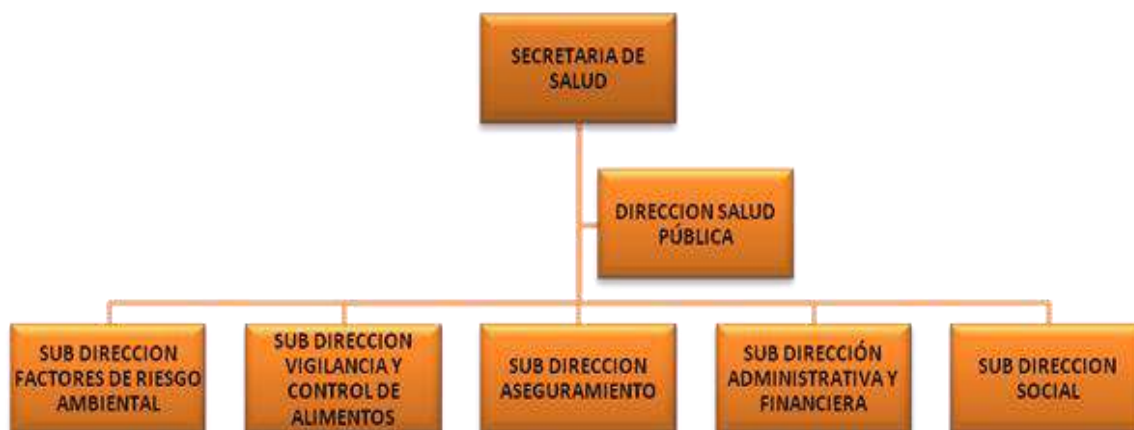 SECRETARIA DE
SALUD
DIRECCION SALUD
PÚBLICA
SUB DIRECCION
FACTORES DE RIESGO
AMBIENTAL
SUB DIRECCION
VIGILANCIA Y
CONTROL DE
ALIMENTOS
SUB DIRECCION
ASEGURAMIENTO
SUB DIRECCIÓN
ADMINISTRATIVA Y
FINANCIERA
SUB DIRECCION
SOCIAL